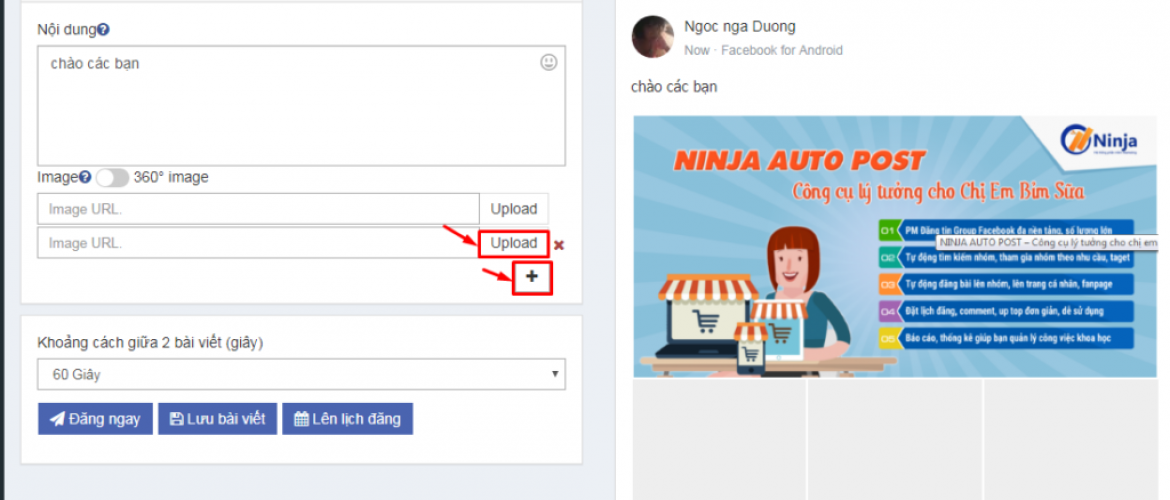 Nội dung
chào các bạn
Image 360° image
Image URL. Upload
Image URL. Upload
Khoảng cách giữa 2 bài viết (giây)
60 Giây
Đăng ngay Lưu bài viết Lên lịch đăng
Ngoc nga Duong
Now · Facebook for Android
chào các bạn
Ninja
NINJA AUTO POST
Công cụ lý tưởng cho Chị Em Bỉm Sữa
01 PM Đăng tin Group Facebook đa nền tảng, số lượng lớn
NINJA AUTO POST – Công cụ lý tưởng cho chị em
02 Tự động tìm kiếm nhóm, tham gia nhóm theo nhu cầu, taget
03 Tự động đăng bài lên nhóm, lên trang cá nhân, fanpage
04 Đặt lịch đăng, comment, up top đơn giản, dễ sử dụng
05 Báo cáo, thống kê giúp bạn quản lý công việc khoa học